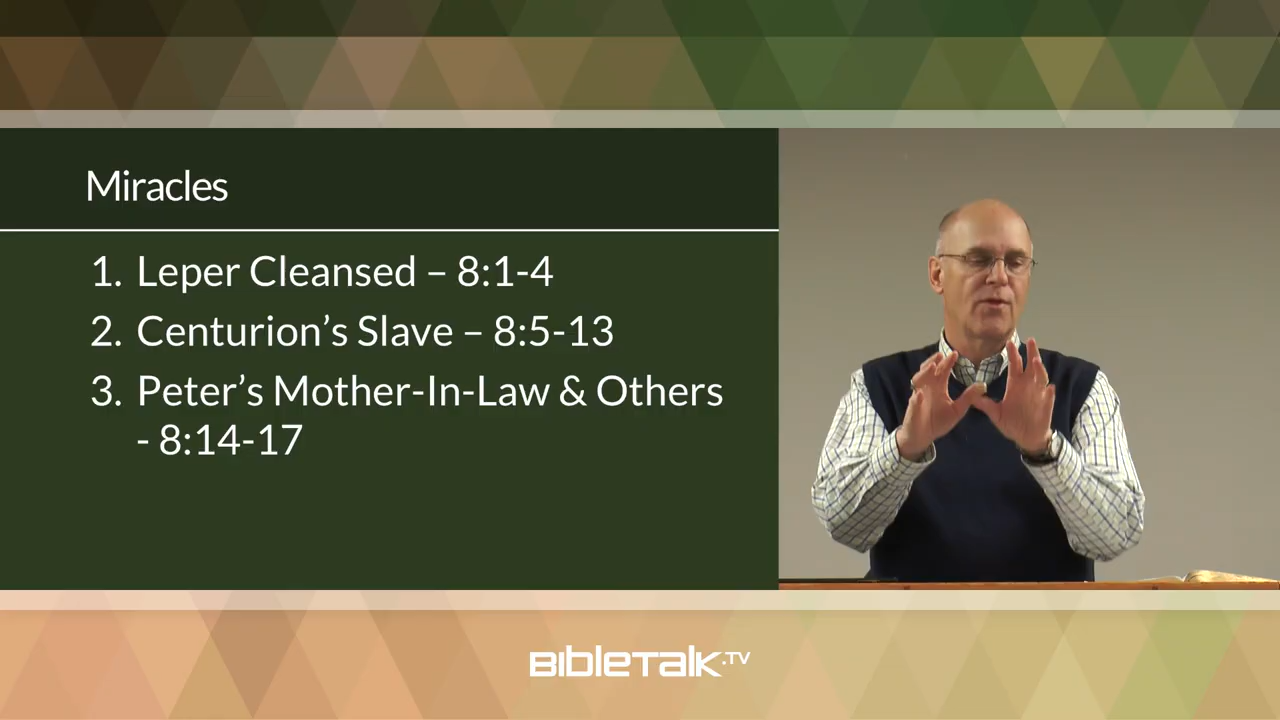 Miracles
1. Leper Cleansed – 8:1-4
2. Centurion’s Slave – 8:5-13
3. Peter’s Mother-In-Law & Others
- 8:14-17
BIBLETALK.TV